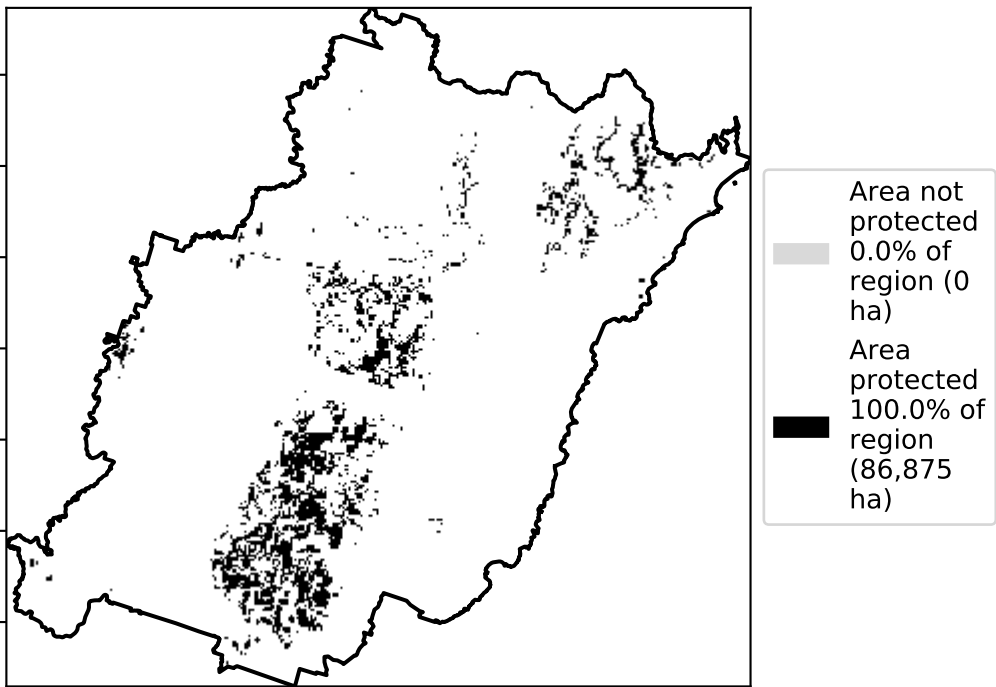 Area not
protected
0.0% of
region (0
ha)
Area
protected
100.0% of
region
(86,875
ha)